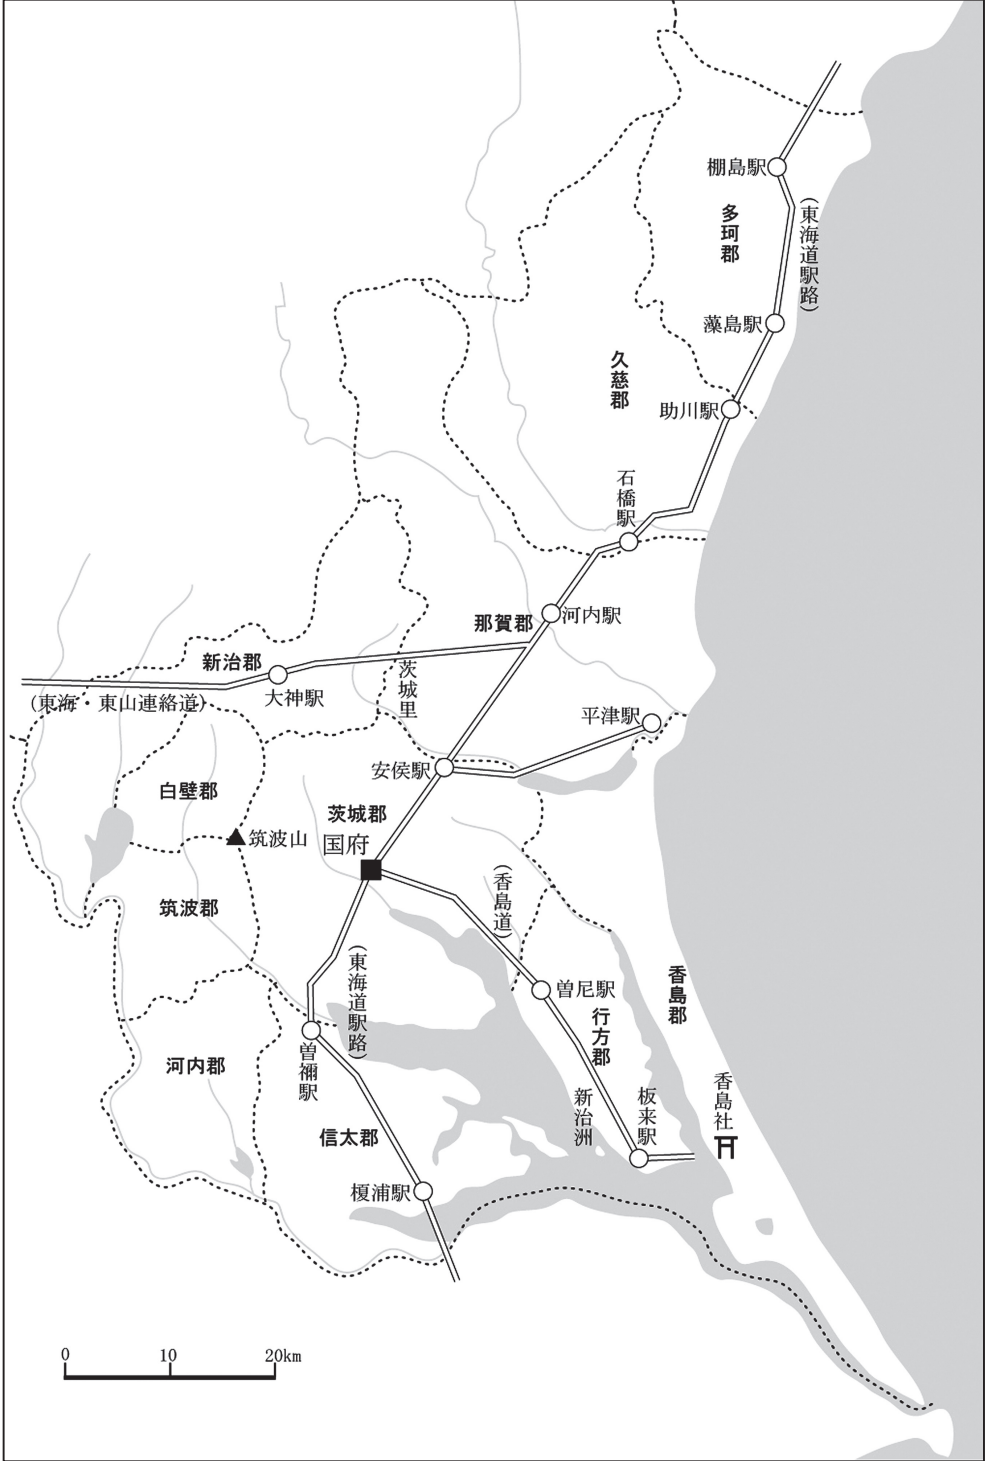 棚島駅
多珂郡
(東海道駅路)
藻島駅
久慈郡
助川駅
石橋駅
那賀郡
河内駅
新治郡
大神駅
茨城里
(東海・東山連絡道)
平津駅
安侯駅
白壁郡
茨城郡
筑波山
国府
(香島道)
筑波郡
(東海道駅路)
香島郡
曽尼駅
行方郡
河内郡
曽禰駅
新治洲
板来駅
香島社
信太郡
榎浦駅
0 10 20km